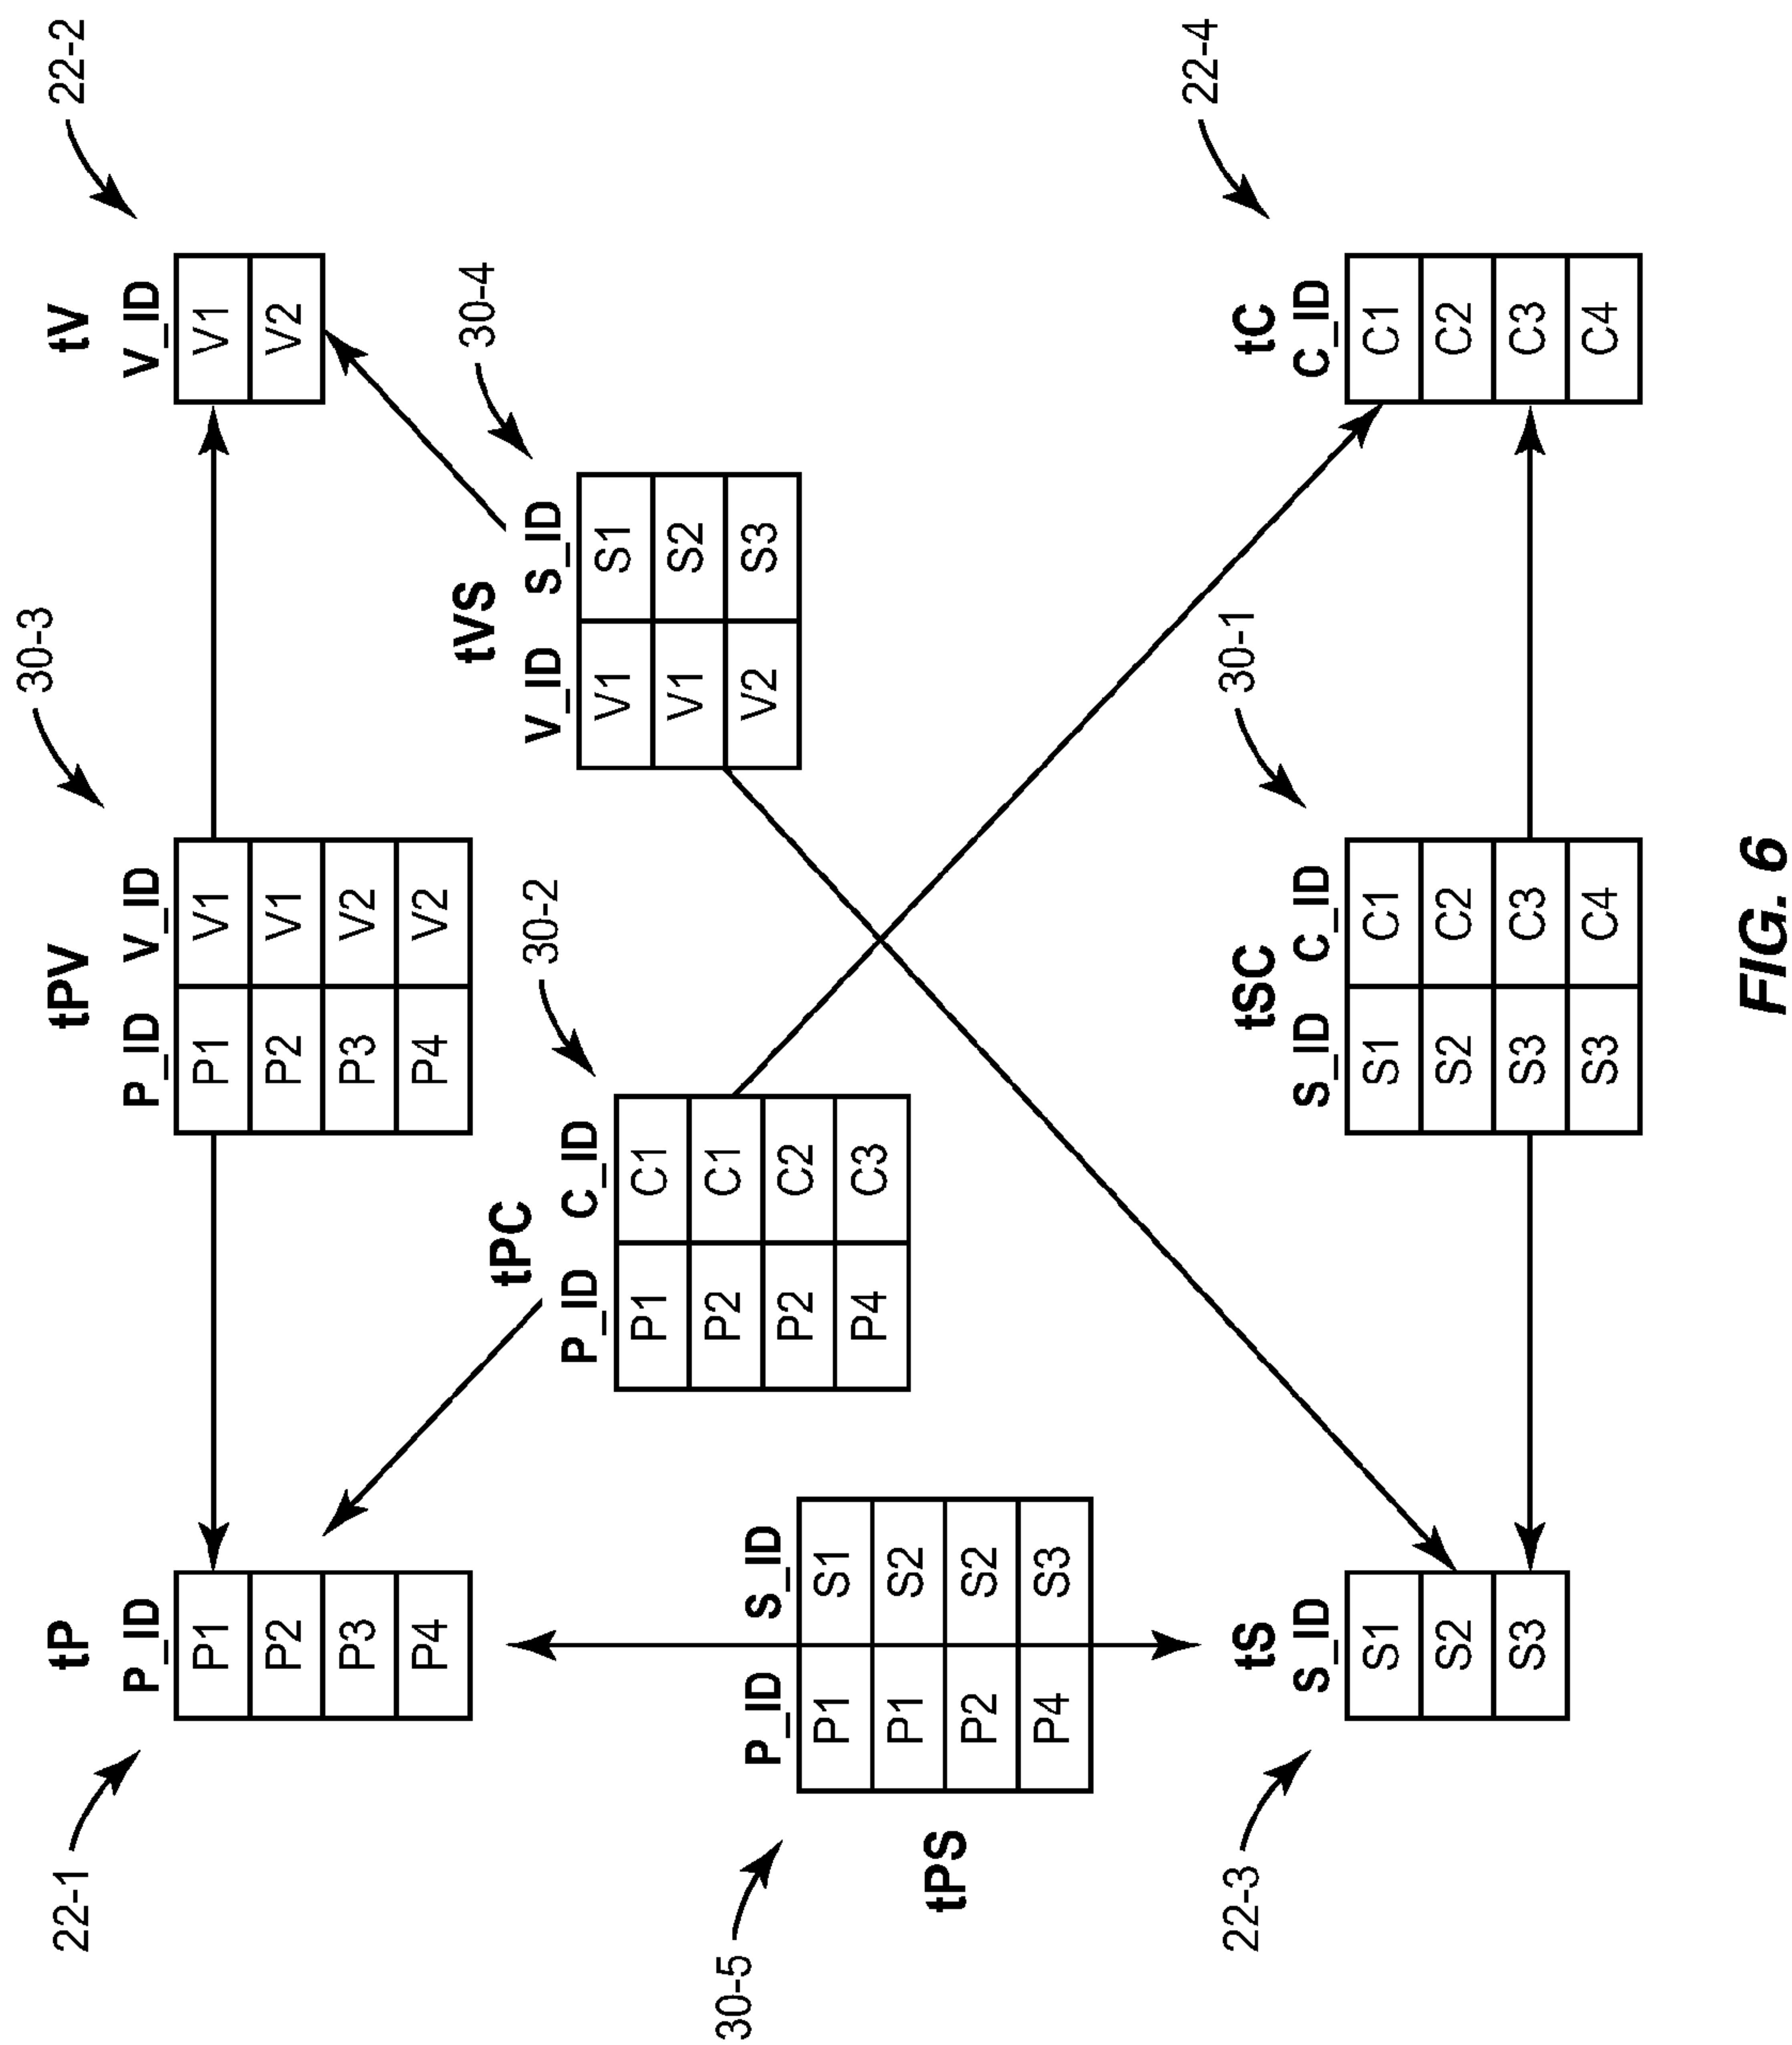 22-1
tP
P_ID
P1
P2
P3
P4
30-3
tPV
P_ID V_ID
P1 V1
P2 V1
P3 V2
P4 V2
22-2
tV
V_ID
V1
V2
30-4
tVS
V_ID S_ID
V1 S1
V1 S2
V2 S3
30-2
tPC
P_ID C_ID
P1 C1
P2 C1
P2 C2
P4 C3
30-5
tPS
P_ID S_ID
P1 S1
P1 S2
P2 S2
P4 S3
22-3
tS
S_ID
S1
S2
S3
30-1
tSC
S_ID C_ID
S1 C1
S2 C2
S3 C3
S3 C4
22-4
tC
C_ID
C1
C2
C3
C4
FIG. 6